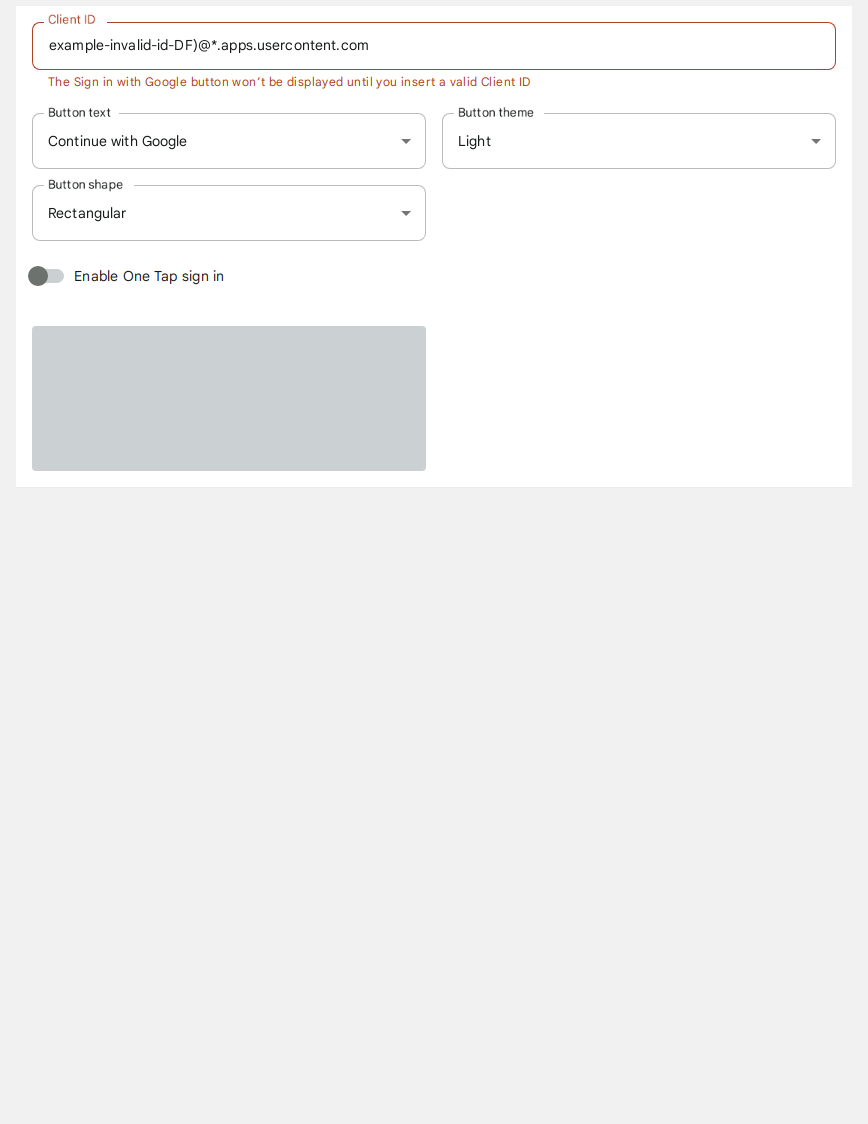 Client ID
example-invalid-id-DF)@*.apps.usercontent.com
The Sign in with Google button won’t be displayed until you insert a valid Client ID
Button text
Continue with Google
Button theme
Light
Button shape
Rectangular
Enable One Tap sign in